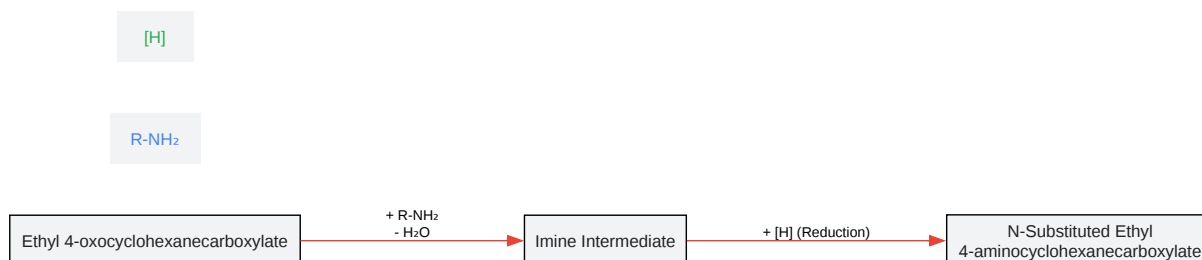 [H]
R-NH₂
+ R-NH₂
- H₂O
Ethyl 4-oxocyclohexanecarboxylate
Imine Intermediate
+ [H] (Reduction)
N-Substituted Ethyl
4-aminocyclohexanecarboxylate